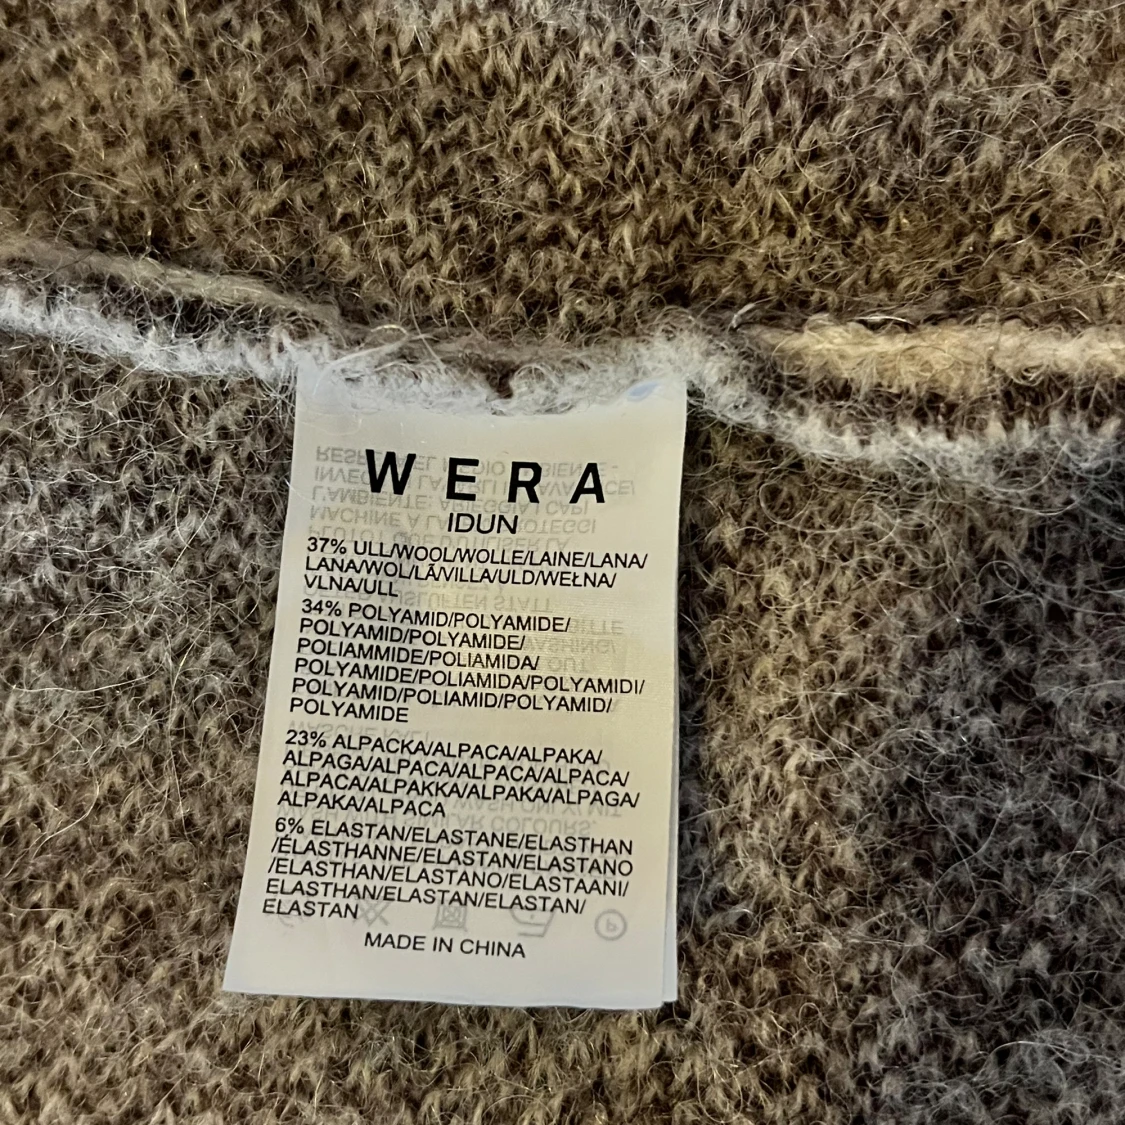 WERA
IDUN
37% ULL/WOOL/WOLLE/LAINE/LANA/
LANA/WOL/LÃ/VILLA/ULD/WEŁNA/
VLNA/ULL
34% POLYAMID/POLYAMIDE/
POLYAMID/POLYAMIDE/
POLIAMMIDE/POLIAMIDA/
POLYAMIDE/POLIAMIDA/POLYAMIDI/
POLYAMID/POLIAMID/POLYAMID/
POLYAMIDE
23% ALPACKA/ALPACA/ALPAKA/
ALPAGA/ALPACA/ALPACA/ALPACA/
ALPACA/ALPAKKA/ALPAKA/ALPAGA/
ALPAKA/ALPACA
6% ELASTAN/ELASTANE/ELASTHAN
/ÉLASTHANNE/ELASTAN/ELASTANO
/ELASTHAN/ELASTANO/ELASTAANI/
ELASTHAN/ELASTAN/ELASTAN/
ELASTAN
MADE IN CHINA